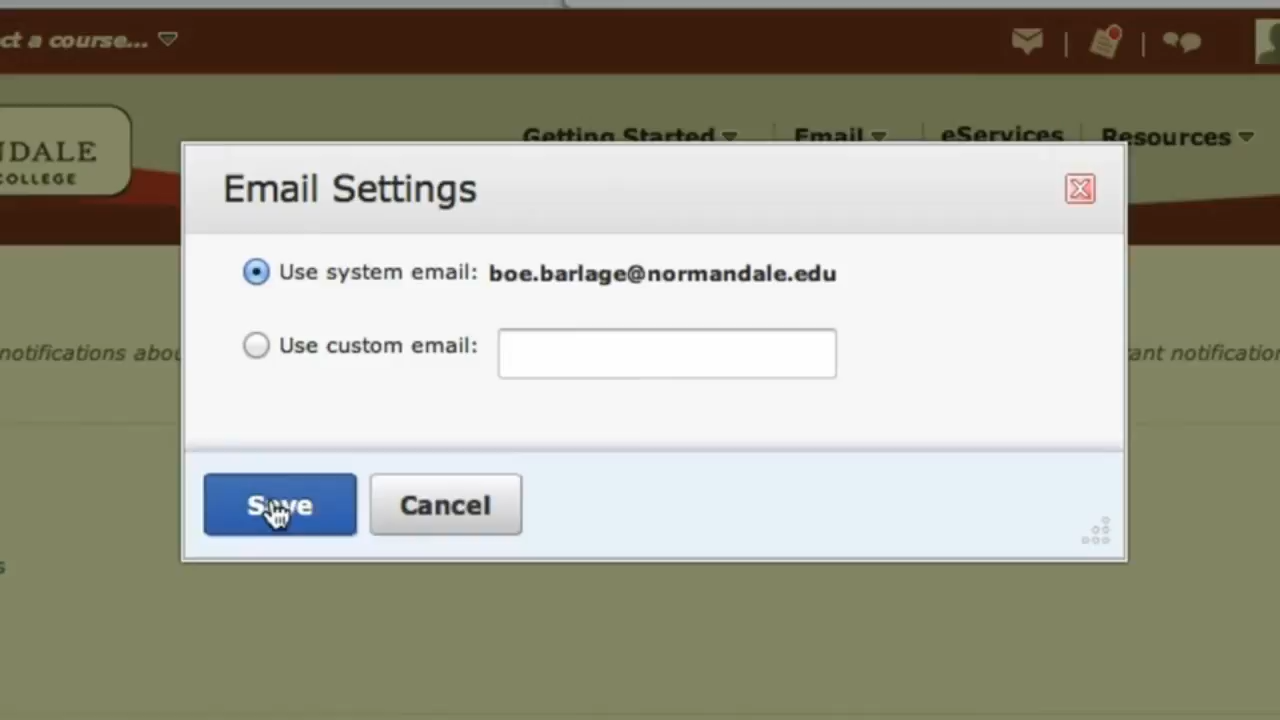 ct a course...
NDALE
COLLEGE
Getting Started
Email
eServices
Resources
Email Settings
Use system email: boe.barlage@normandale.edu
Use custom email:
notifications abou
ant notification
Save
Cancel
s